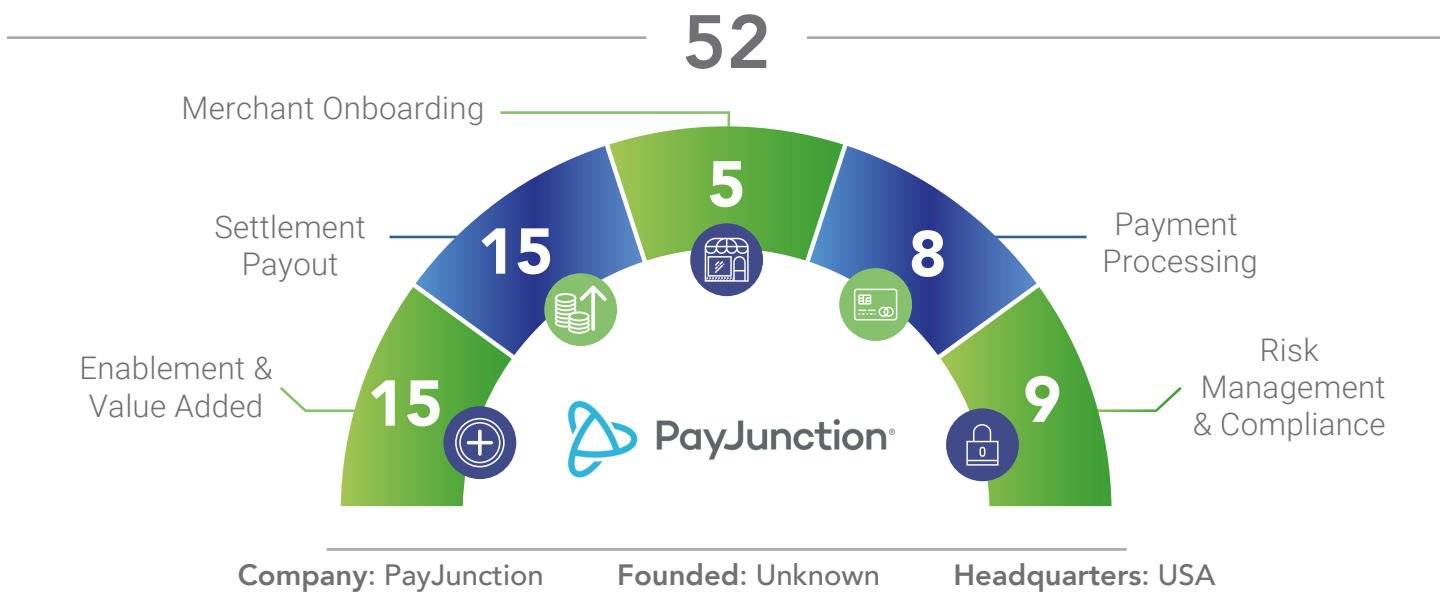 52
Merchant Onboarding
5
Settlement
Payout
15
8
Payment
Processing
Enablement &
Value Added
15
9
Risk
Management
& Compliance
PayJunction®
Company: PayJunction Founded: Unknown Headquarters: USA